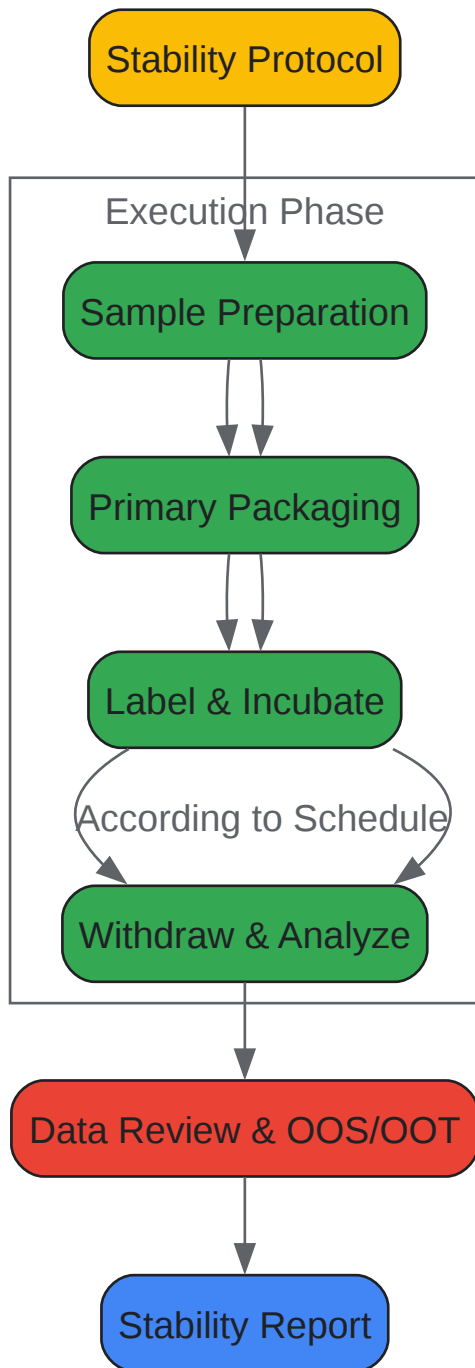 Stability Protocol
Execution Phase
Sample Preparation
Primary Packaging
Label & Incubate
According to Schedule
Withdraw & Analyze
Data Review & OOS/OOT
Stability Report